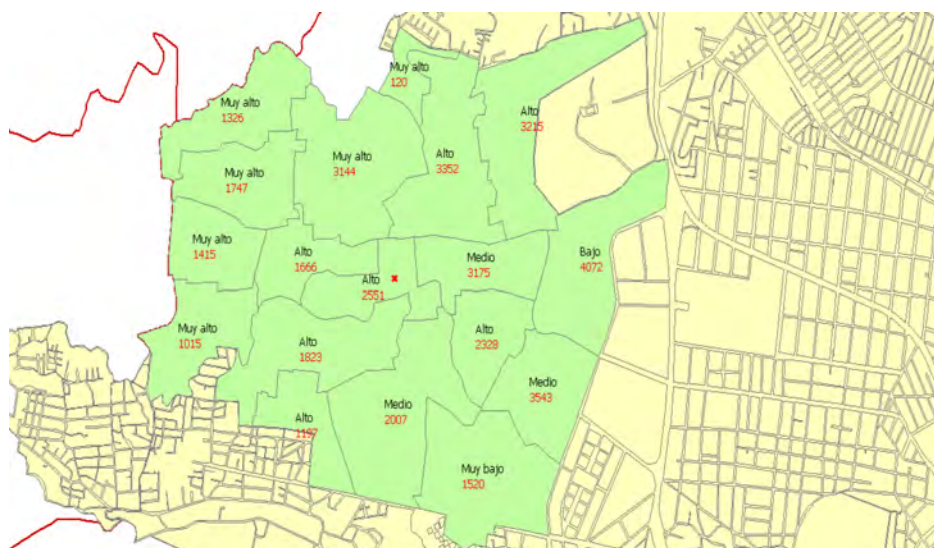 Muy alto
120
Muy alto
1326
Alto
3215
Muy alto
3144
Alto
3352
Muy alto
1747
Muy alto
1415
Alto
1666
Medio
3175
Bajo
4072
Alto
2551
x
Muy alto
1015
Alto
1823
Alto
2328
Medio
3543
Medio
2007
Alto
1197
Muy bajo
1520